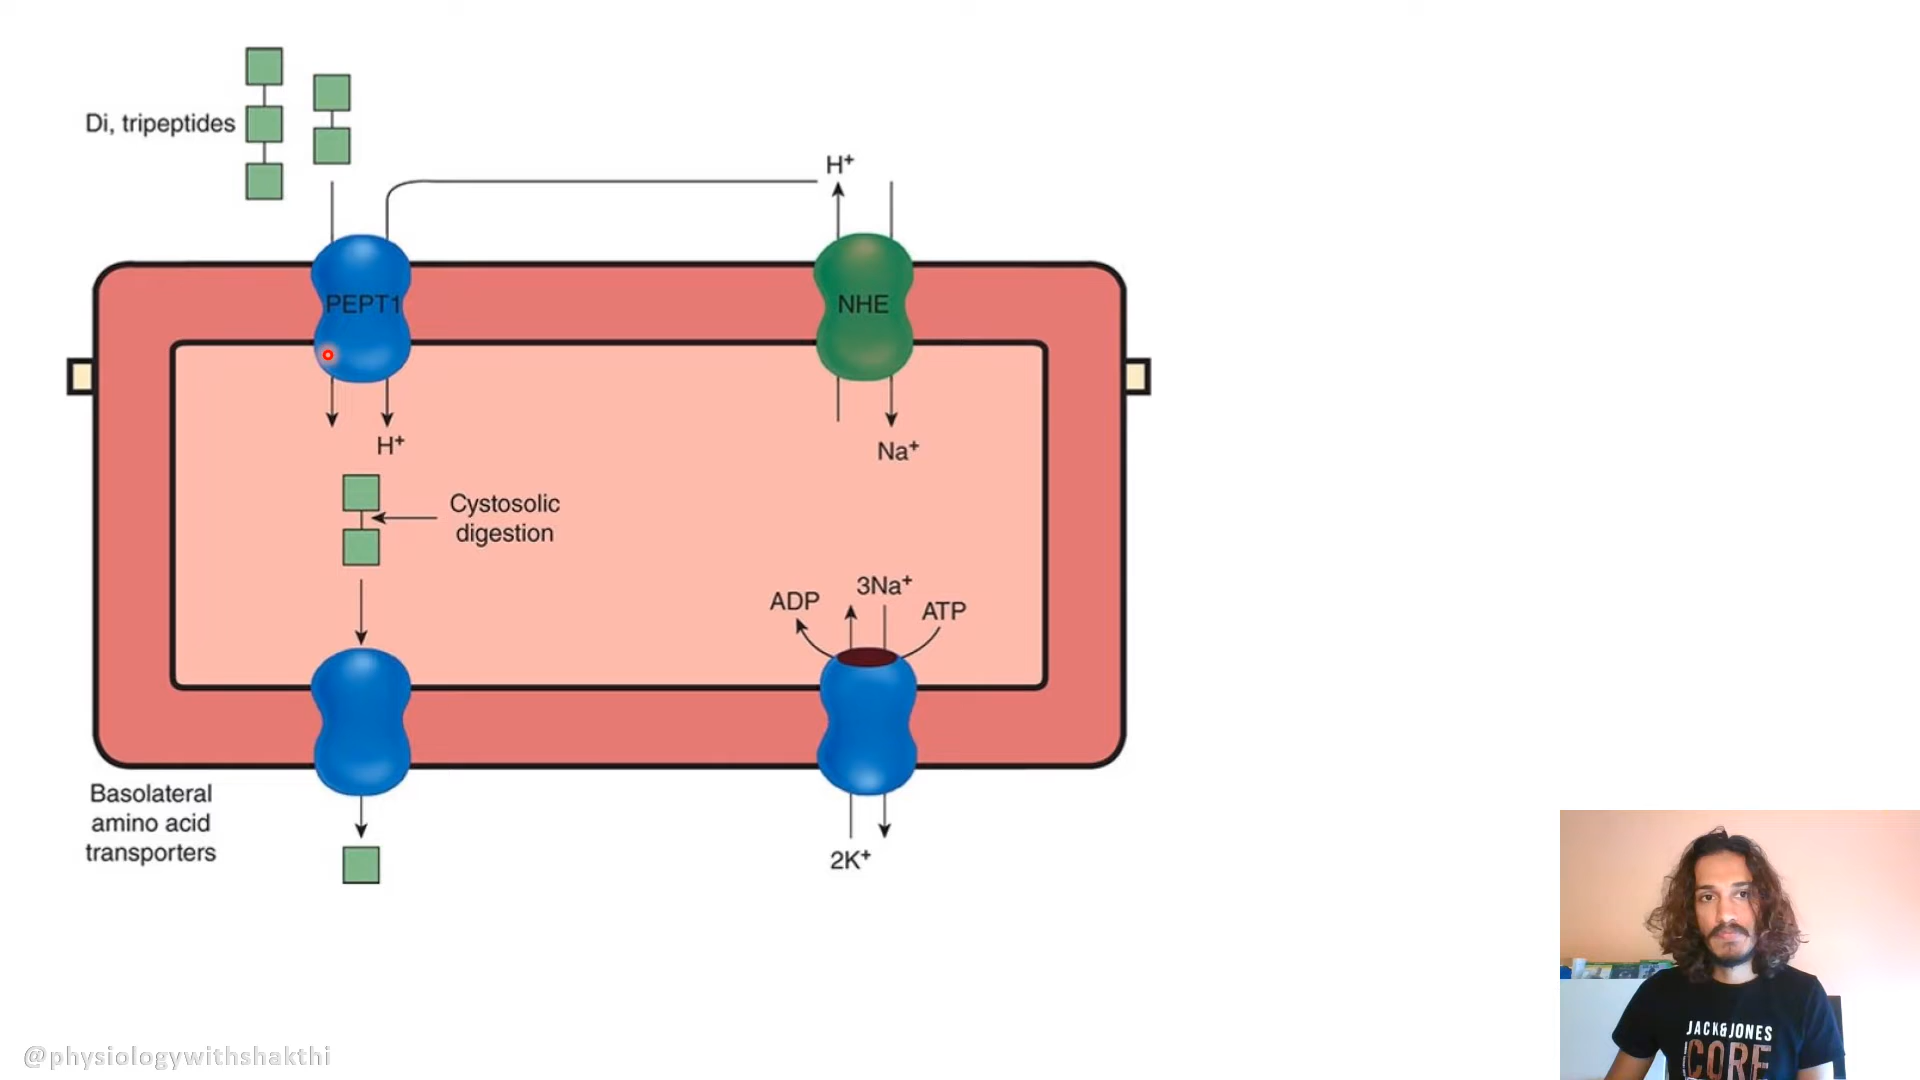 Di, tripeptides
H+
PEPT1
NHE
H+
Na+
Cystosolic
digestion
3Na+
ADP
ATP
Basolateral
amino acid
transporters
2K+
@physiologywithshakthi
JACK&JONES
CORE